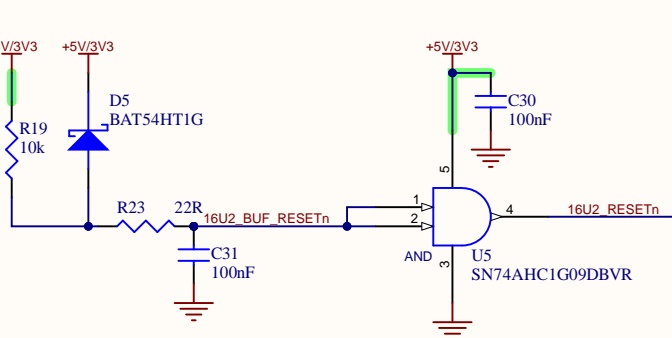 V/3V3
+5V/3V3
+5V/3V3
D5
BAT54HT1G
C30
100nF
R19
10k
5
R23
22R
16U2_BUF_RESETn
1
2
4
16U2_RESETn
C31
100nF
AND
3
U5
SN74AHC1G09DBVR